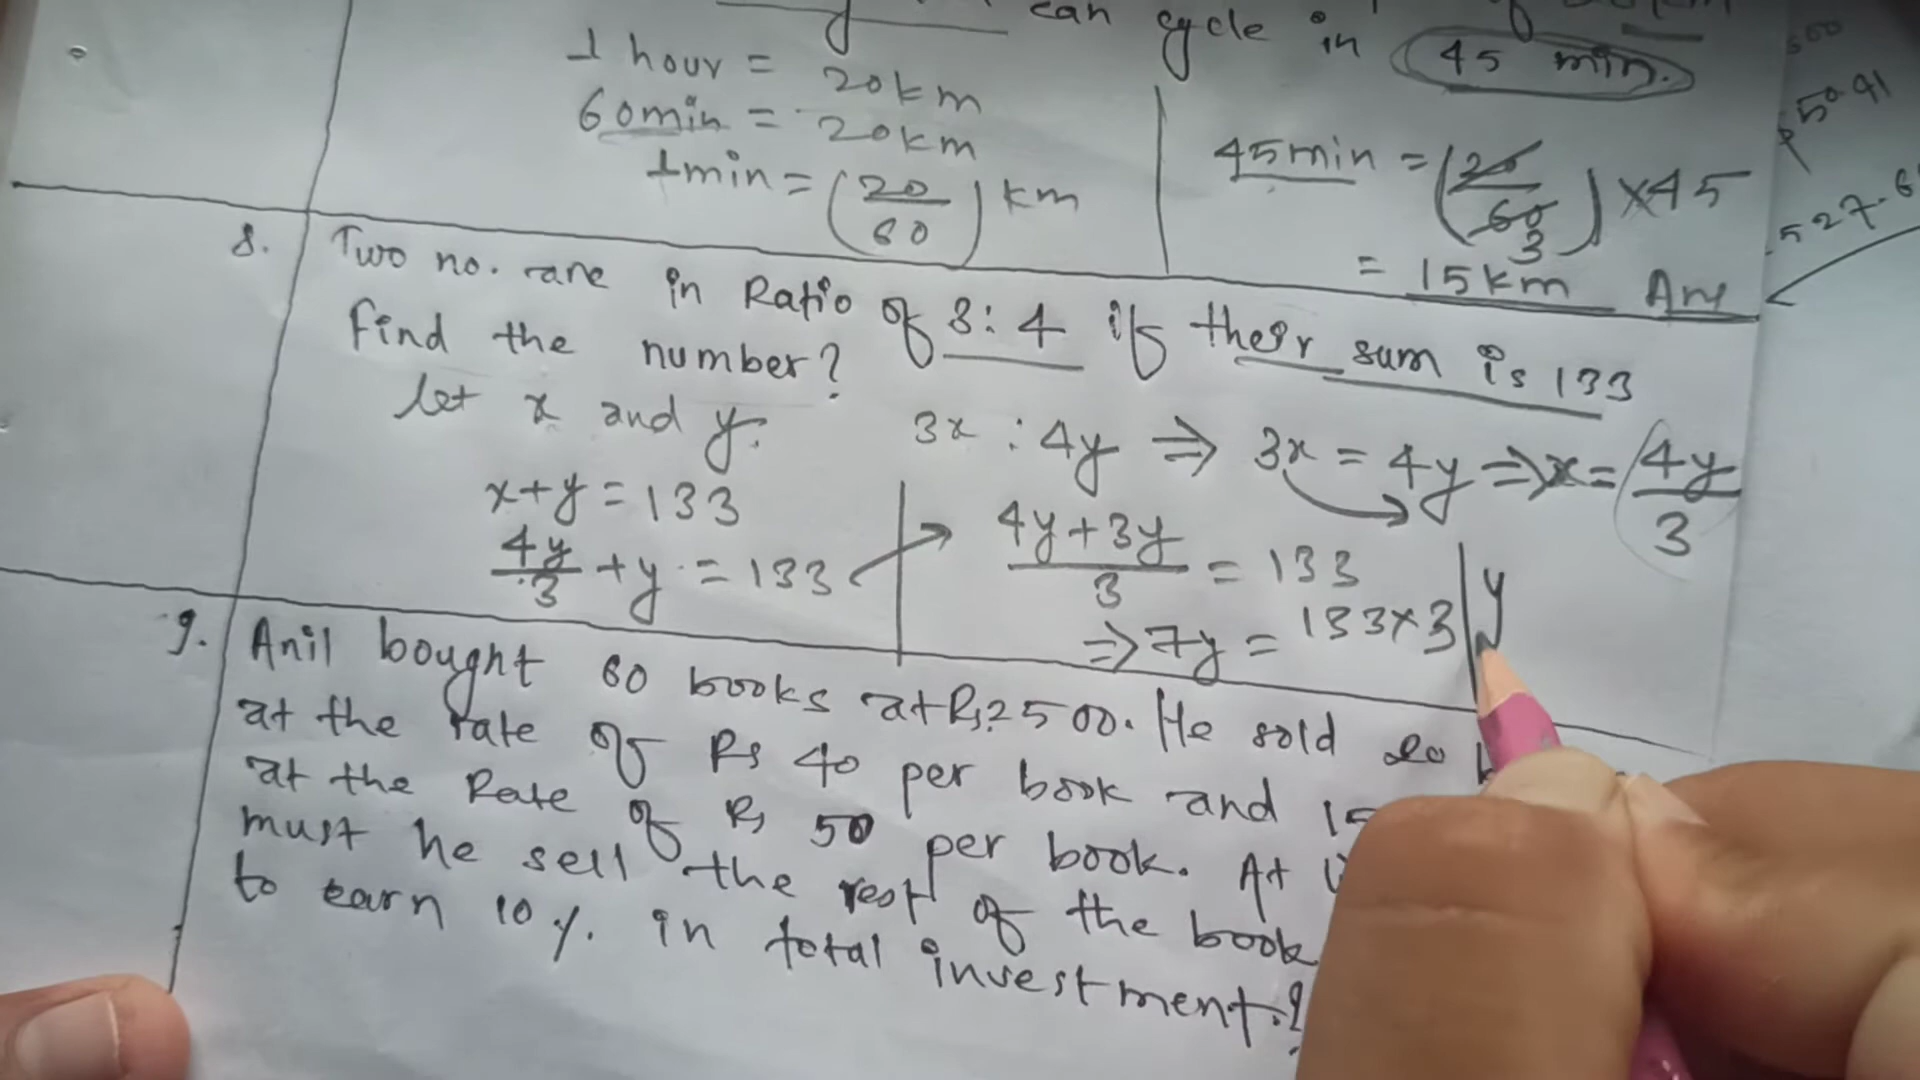 can cycle in 45 min.
1 hour = 20km
60min = 20km
1min = (20/60) km
45min = (20/60 3) × 45
= 15km Ans
500
5091
527.6
8. Two no. are in Ratio of 3:4 if their sum is 133
Find the number?
let x and y. 3x : 4y ⇒ 3x = 4y ⇒ x = 4y/3
x+y = 133
4y/3 + y = 133
4y+3y/3 = 133
⇒ 7y = 133×3
y
9. Anil bought 60 books at Rs 2500. He sold 20
at the rate of Rs 40 per book and 15
at the Rate of Rs 50 per book. At
must he sell the rest of the book
to earn 10%. in total investment.?